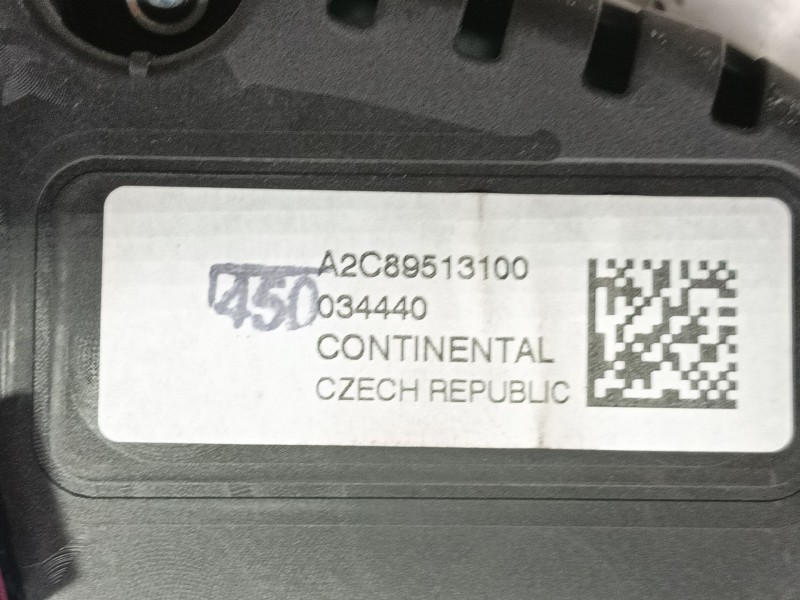 A2C89513100
450
034440
CONTINENTAL
CZECH REPUBLIC